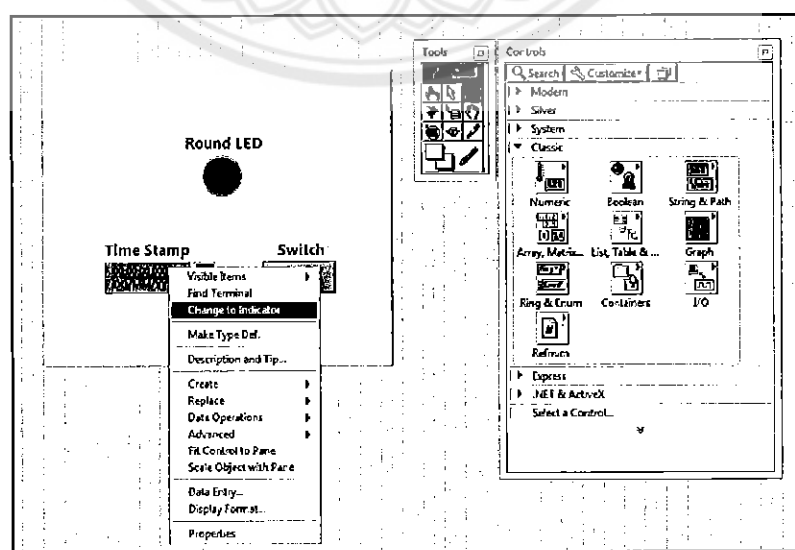 Tools
Controls
Search
Customize
Modern
Silver
System
Classic
Numeric
Boolean
String & Path
Array, Matrix...
List, Table & ...
Graph
Ring & Enum
Containers
I/O
Refnum
Express
.NET & ActiveX
Select a Control...
Round LED
Time Stamp
Switch
Visible Items
Find Terminal
Change to Indicator
Make Type Def.
Description and Tip...
Create
Replace
Data Operations
Advanced
Fit Control to Pane
Scale Object with Pane
Data Entry...
Display Format...
Properties